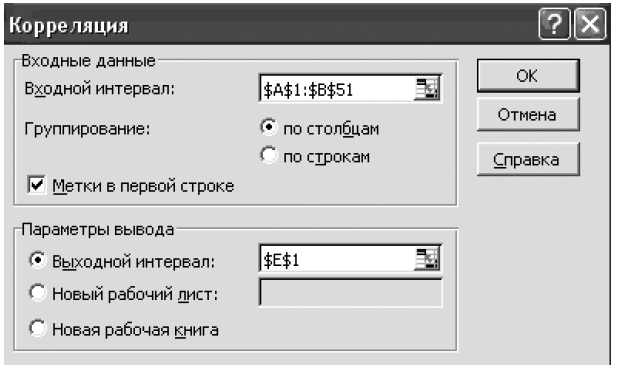 Корреляция
Входные данные
Входной интервал: $A$1:$B$51
Группирование: по столбцам
по строкам
Метки в первой строке
Параметры вывода
Выходной интервал: $E$1
Новый рабочий лист:
Новая рабочая книга
ОК
Отмена
Справка